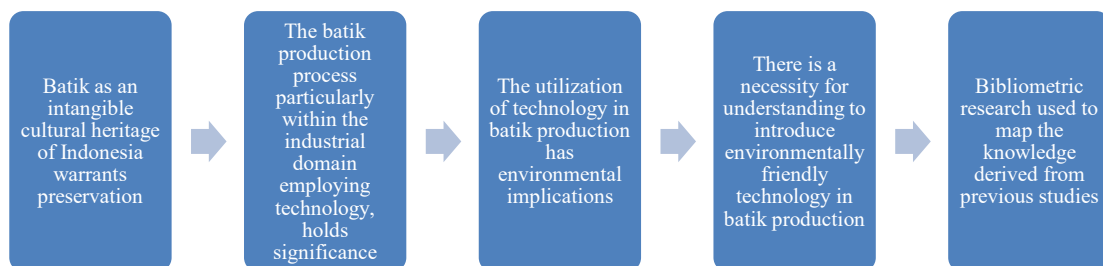 Batik as an
intangible
cultural heritage
of Indonesia
warrants
preservation
The batik
production
process
particularly
within the
industrial
domain
employing
technology,
holds
significance
The utilization
of technology in
batik production
has
environmental
implications
There is a
necessity for
understanding to
introduce
environmentally
friendly
technology in
batik production
Bibliometric
research used to
map the
knowledge
derived from
previous studies